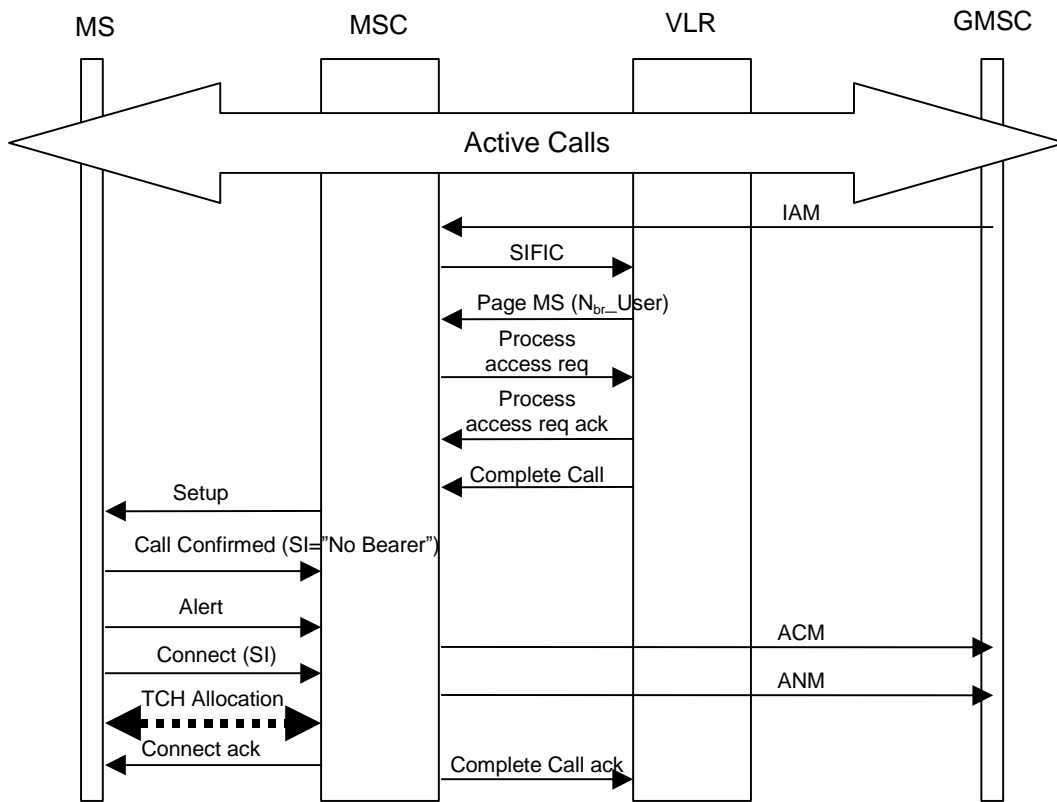 MS
MSC
VLR
GMSC
Active Calls
IAM
SIFIC
Page MS (Nbr_User)
Process
access req
Process
access req ack
Complete Call
Setup
Call Confirmed (SI=”No Bearer”)
Alert
ACM
Connect (SI)
ANM
TCH Allocation
Connect ack
Complete Call ack